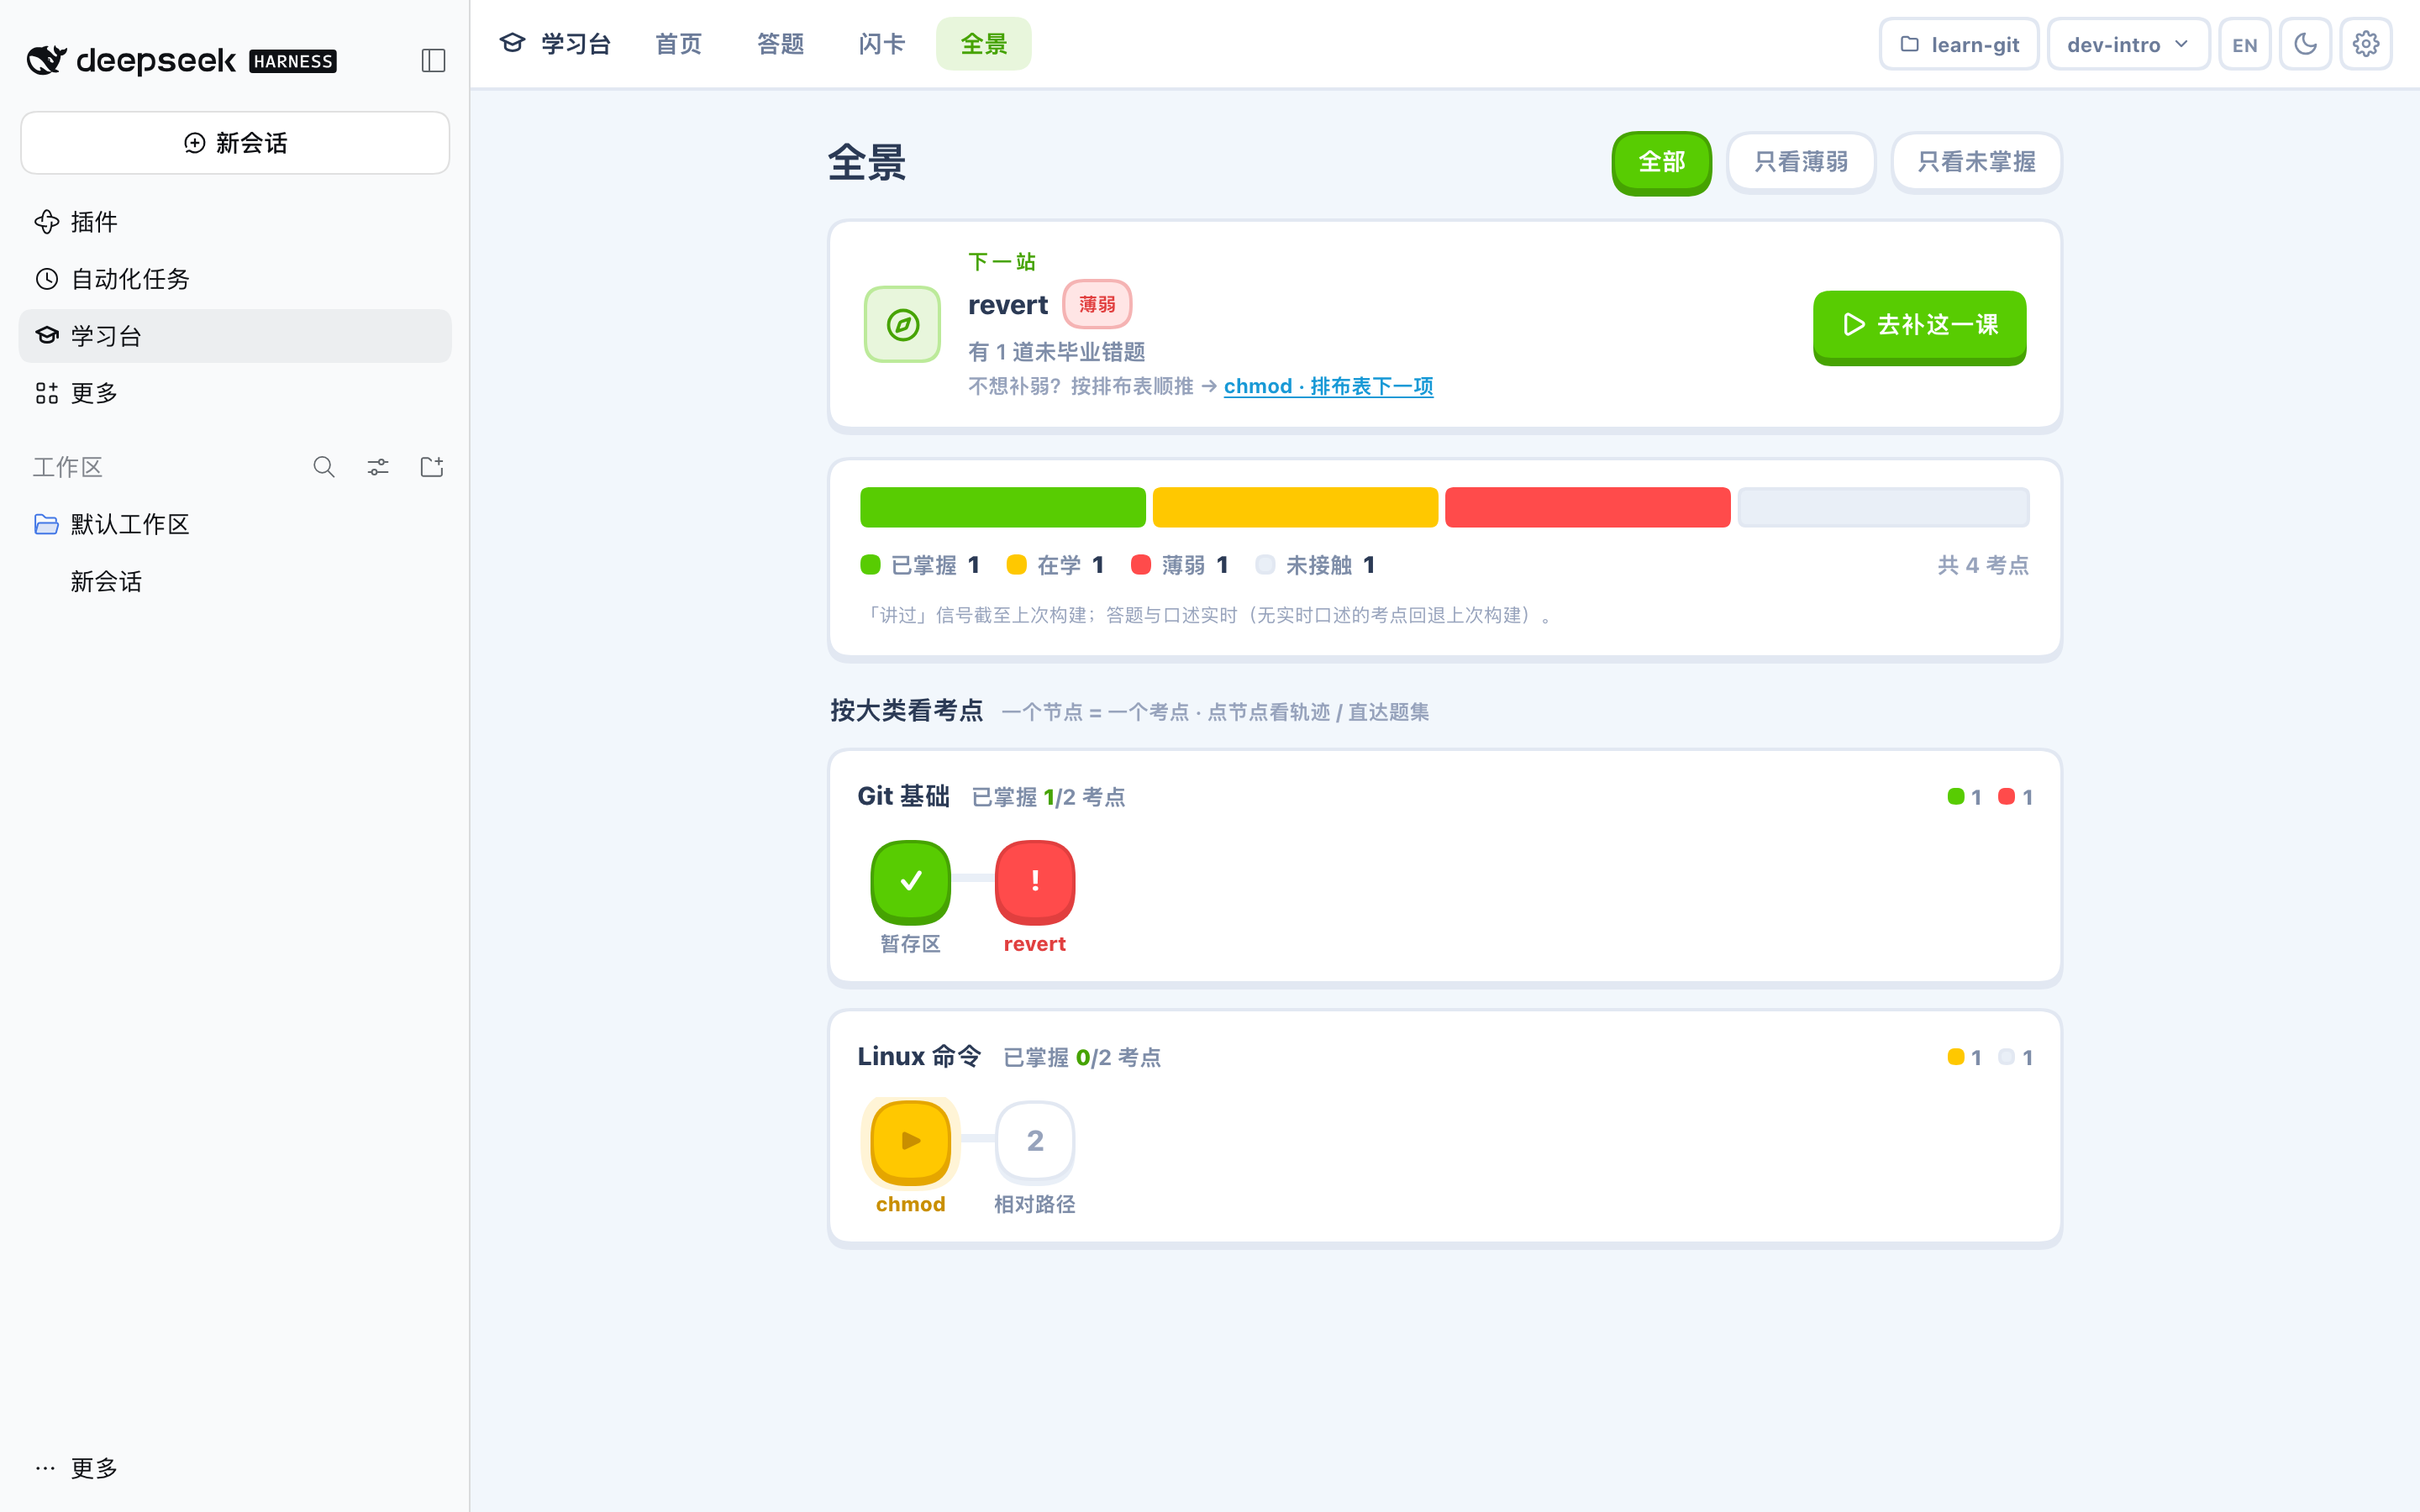 deepseek HARNESS
新会话
插件
自动化任务
学习台
更多
工作区
默认工作区
新会话
更多
学习台 首页 答题 闪卡 全景
learn-git dev-intro EN
全景
全部 只看薄弱 只看未掌握
下一站
revert 薄弱
有 1 道未毕业错题
不想补弱？按排布表顺推 → chmod · 排布表下一项
去补这一课
已掌握 1 在学 1 薄弱 1 未接触 1 共 4 考点
「讲过」信号截至上次构建；答题与口述实时（无实时口述的考点回退上次构建）。
按大类看考点 一个节点 = 一个考点 · 点节点看轨迹 / 直达题集
Git 基础 已掌握 1/2 考点 1 1
!
暂存区 revert
Linux 命令 已掌握 0/2 考点 1 1
2
chmod 相对路径